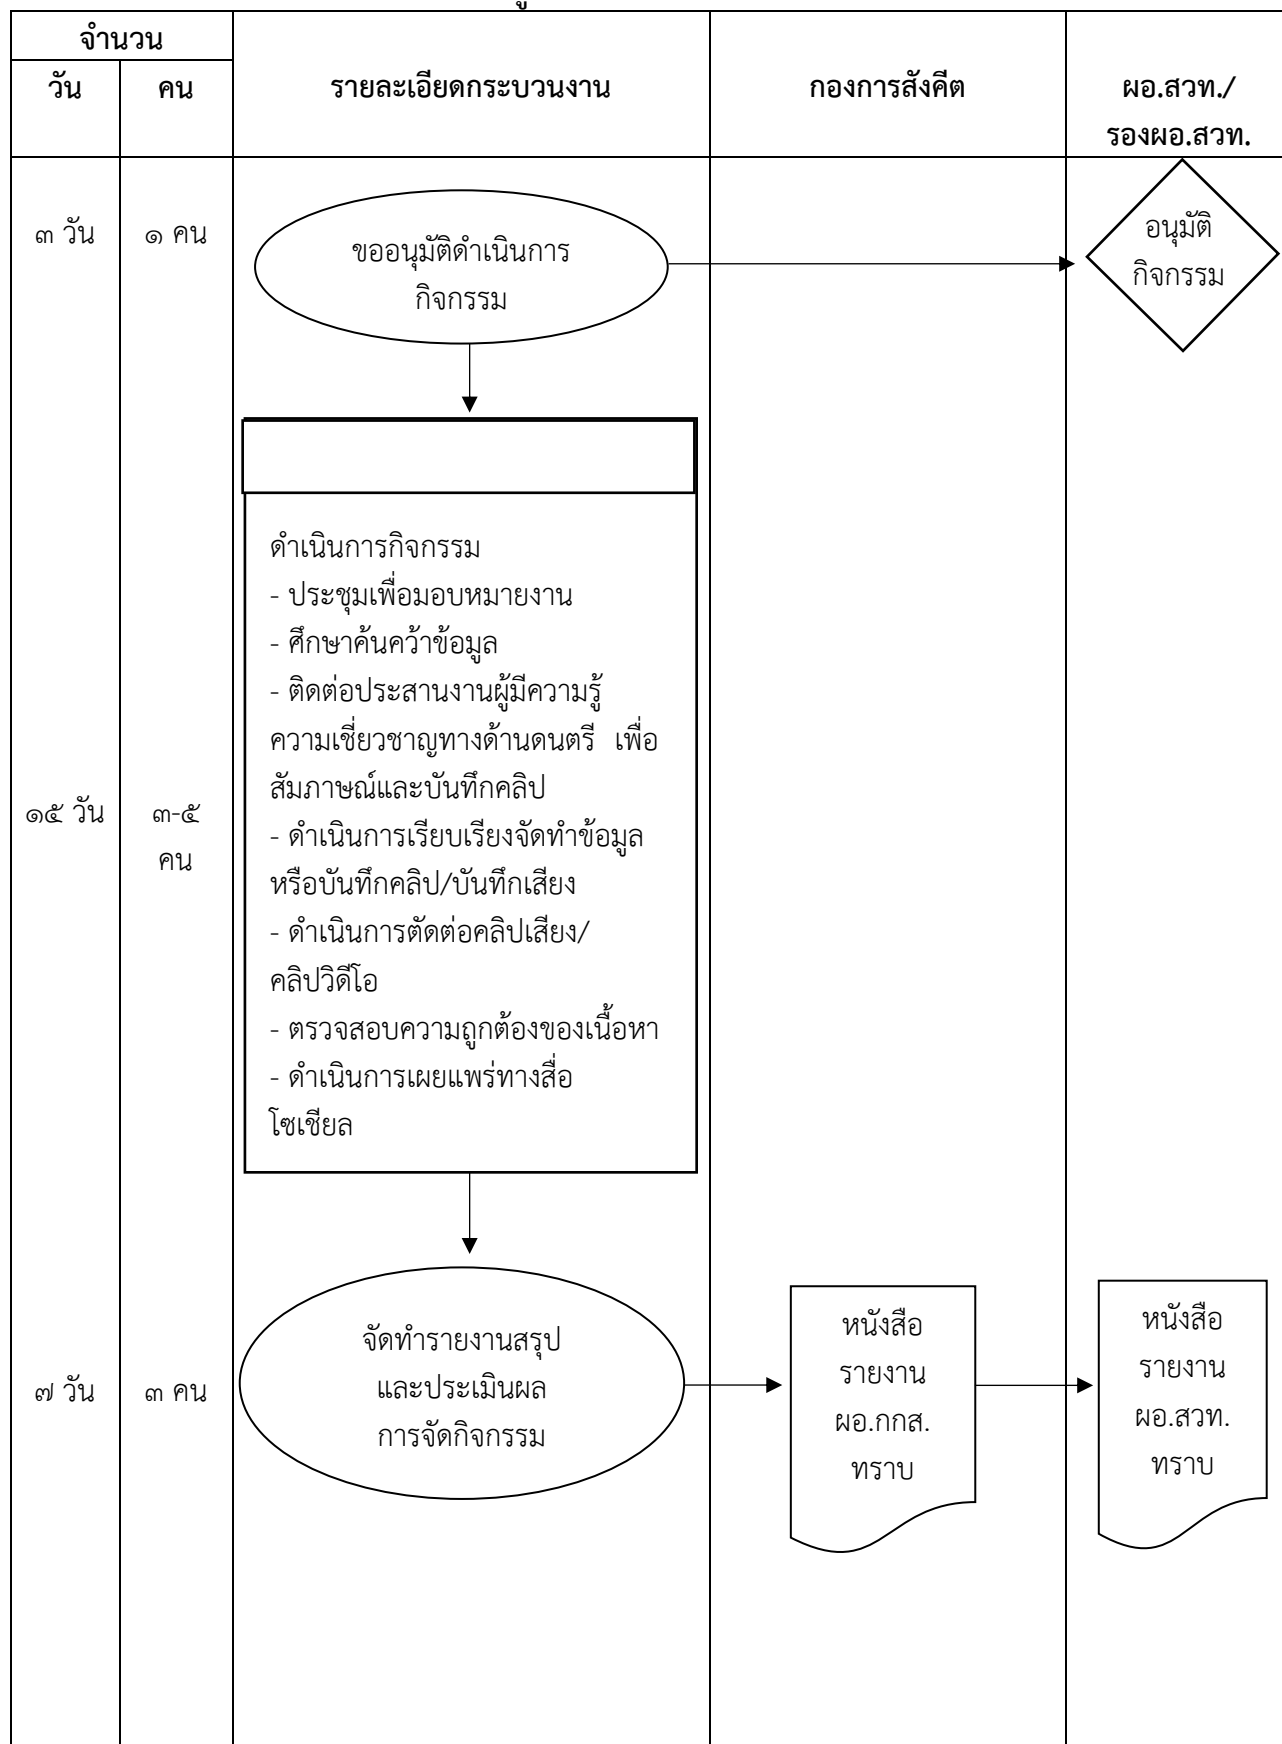 จำนวน
วัน
คน
รายละเอียดกระบวนงาน
กองการสังคีต
ผอ.สวท./
รองผอ.สวท.
๓ วัน
๑ คน
ขออนุมัติดำเนินการ
กิจกรรม
อนุมัติ
กิจกรรม
ดำเนินการกิจกรรม
- ประชุมเพื่อมอบหมายงาน
- ศึกษาค้นคว้าข้อมูล
- ติดต่อประสานงานผู้มีความรู้
ความเชี่ยวชาญทางด้านดนตรี เพื่อ
สัมภาษณ์และบันทึกคลิป
- ดำเนินการเรียบเรียงจัดทำข้อมูล
หรือบันทึกคลิป/บันทึกเสียง
- ดำเนินการตัดต่อคลิปเสียง/
คลิปวิดีโอ
- ตรวจสอบความถูกต้องของเนื้อหา
- ดำเนินการเผยแพร่ทางสื่อ
โซเชียล
๑๕ วัน
๓-๕
คน
๗ วัน
๓ คน
จัดทำรายงานสรุป
และประเมินผล
การจัดกิจกรรม
หนังสือ
รายงาน
ผอ.กกส.
ทราบ
หนังสือ
รายงาน
ผอ.สวท.
ทราบ